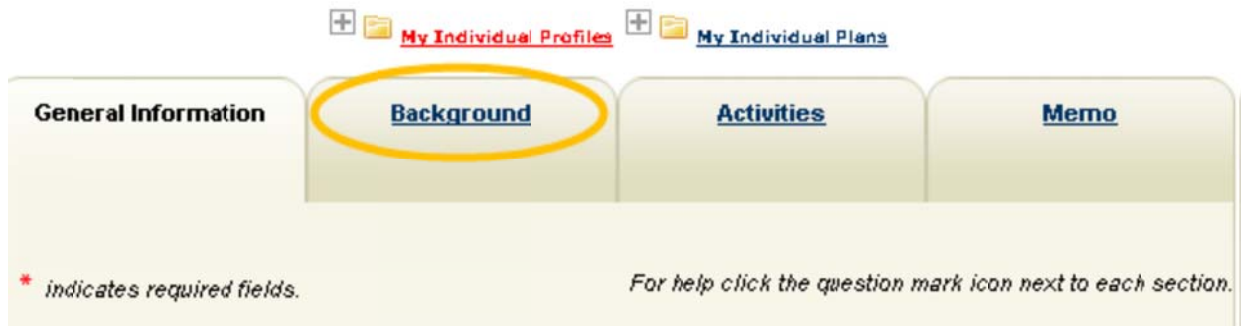 My Individual Profiles My Individual Plans
General Information Background Activities Memo
* indicates required fields. For help click the question mark icon next to each section.